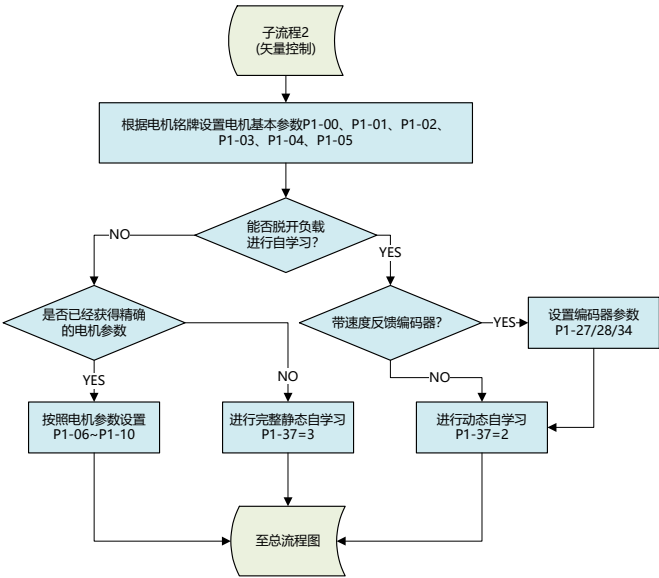 子流程2
(矢量控制)
根据电机铭牌设置电机基本参数P1-00、P1-01、P1-02、
P1-03、P1-04、P1-05
能否脱开负载
进行自学习?
NO
YES
是否已经获得精确
的电机参数
带速度反馈编码器?
YES
设置编码器参数
P1-27/28/34
YES
NO
NO
按照电机参数设置
P1-06~P1-10
进行完整静态自学习
P1-37=3
进行动态自学习
P1-37=2
至总流程图